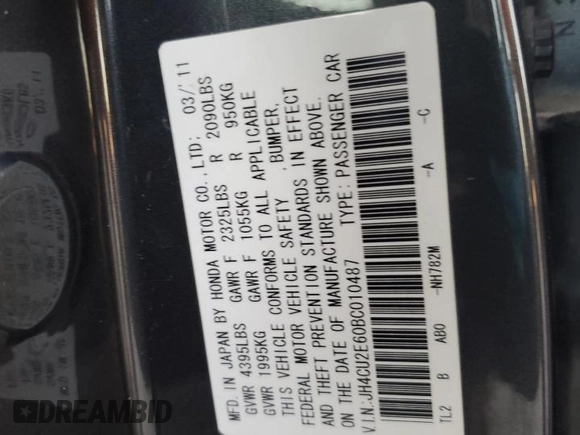 MFD. IN JAPAN BY HONDA MOTOR CO., LTD: 03/'11
GVWR 4395LBS GAWR F 2325LBS R 2090LBS
GVWR 1995KG GAWR F 1055KG R 950KG
THIS VEHICLE CONFORMS TO ALL APPLICABLE
FEDERAL MOTOR VEHICLE SAFETY , BUMPER,
AND THEFT PREVENTION STANDARDS IN EFFECT
ON THE DATE OF MANUFACTURE SHOWN ABOVE.
V.I.N:JH4CU2E60BC010487 TYPE: PASSENGER CAR
TL2 B AB0 -NH782M -A -C
DREAMBID